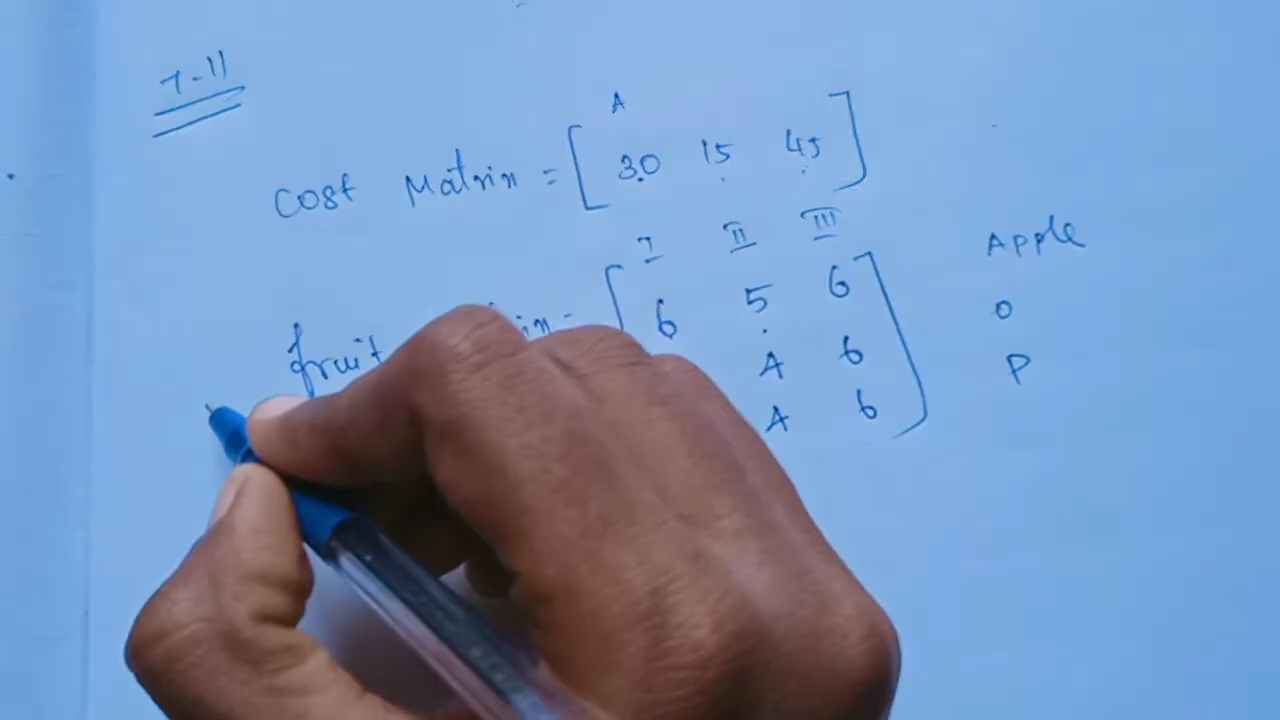 7-11
A
Cost Matrix = [ 30 15 45 ]
I II III
Apple
6 5 6
fruit
O
A 6
P
A 6